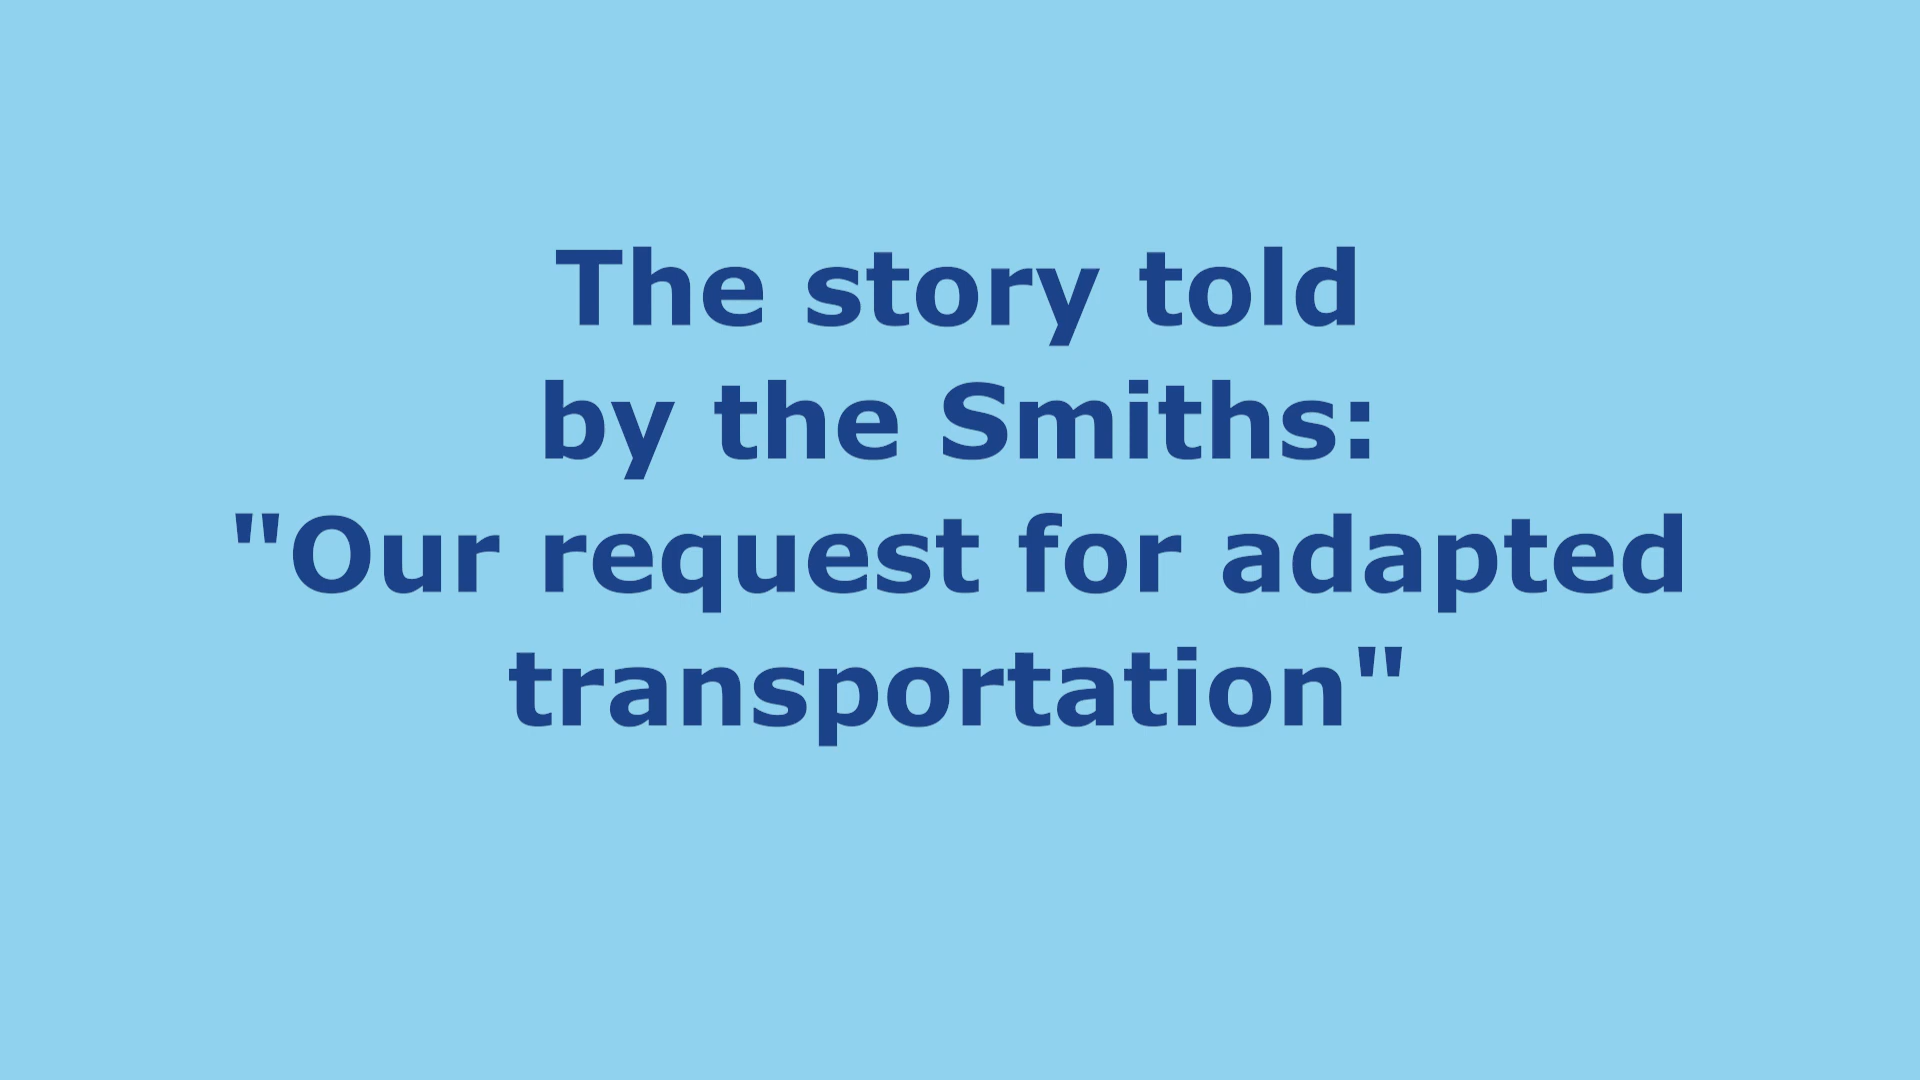 The story told
by the Smiths:
"Our request for adapted
transportation"